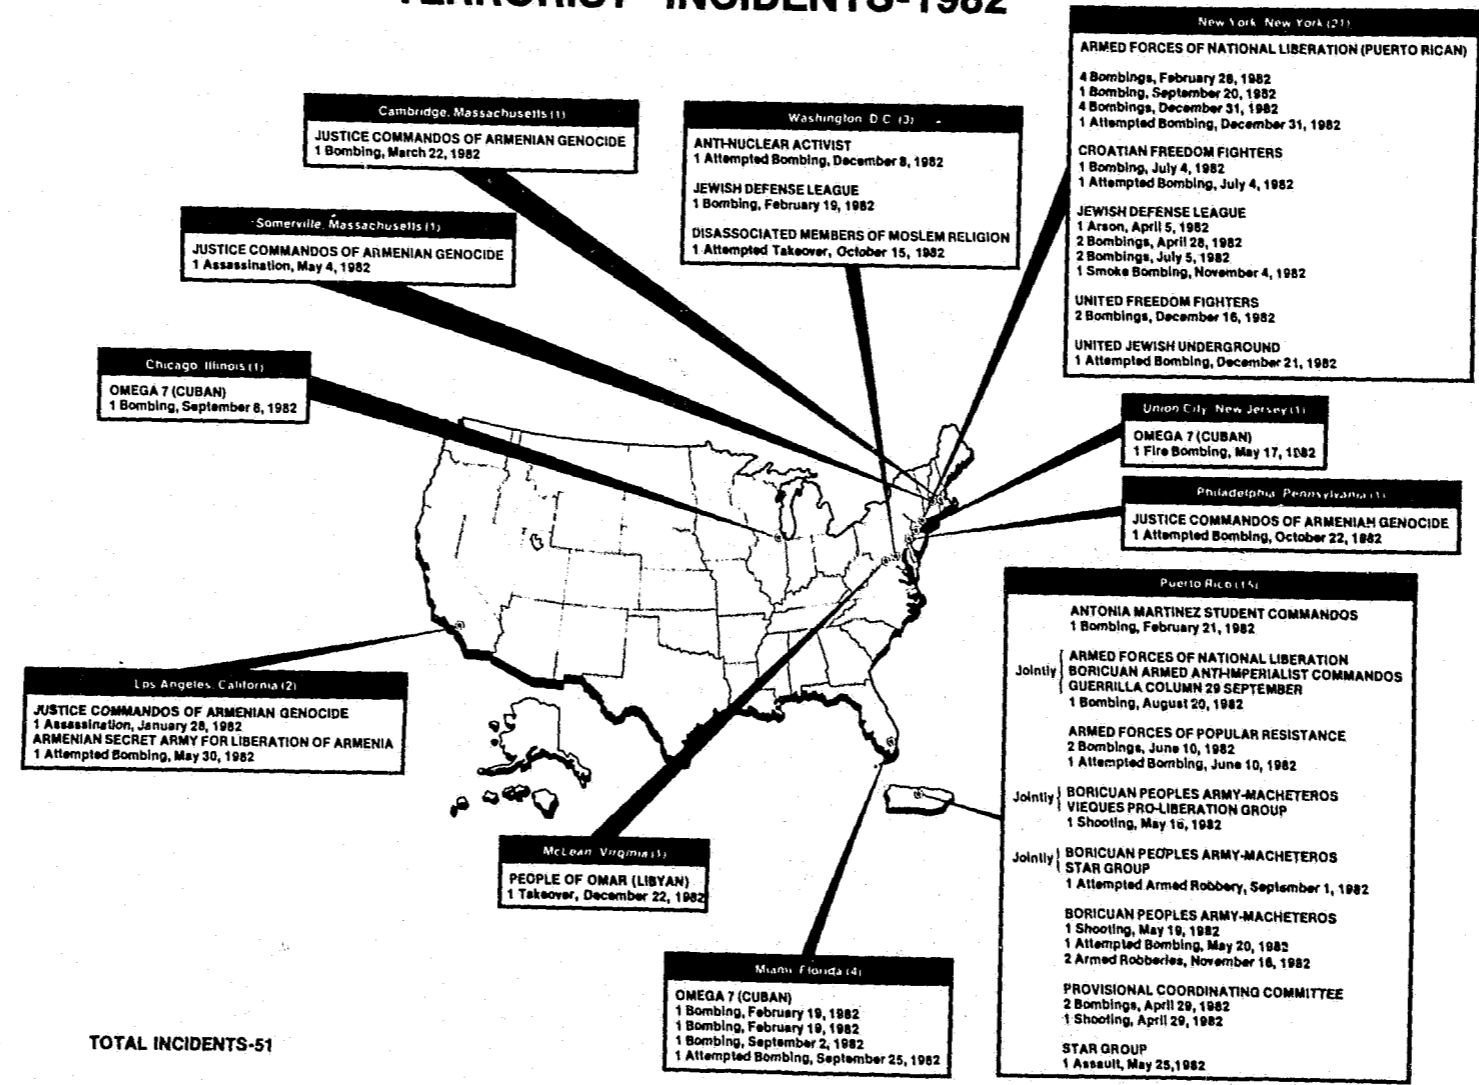 TERRORIST INCIDENTS-1982
Cambridge, Massachusetts (1)
JUSTICE COMMANDOS OF ARMENIAN GENOCIDE
1 Bombing, March 22, 1982
Somerville, Massachusetts (1)
JUSTICE COMMANDOS OF ARMENIAN GENOCIDE
1 Assassination, May 4, 1982
Chicago, Illinois (1)
OMEGA 7 (CUBAN)
1 Bombing, September 8, 1982
Washington D.C. (3)
ANTI-NUCLEAR ACTIVIST
1 Attempted Bombing, December 8, 1982
JEWISH DEFENSE LEAGUE
1 Bombing, February 19, 1982
DISASSOCIATED MEMBERS OF MOSLEM RELIGION
1 Attempted Takeover, October 15, 1982
New York, New York (21)
ARMED FORCES OF NATIONAL LIBERATION (PUERTO RICAN)
4 Bombings, February 28, 1982
1 Bombing, September 20, 1982
4 Bombings, December 31, 1982
1 Attempted Bombing, December 31, 1982
CROATIAN FREEDOM FIGHTERS
1 Bombing, July 4, 1982
1 Attempted Bombing, July 4, 1982
JEWISH DEFENSE LEAGUE
1 Arson, April 5, 1982
2 Bombings, April 28, 1982
2 Bombings, July 5, 1982
1 Smoke Bombing, November 4, 1982
UNITED FREEDOM FIGHTERS
2 Bombings, December 16, 1982
UNITED JEWISH UNDERGROUND
1 Attempted Bombing, December 21, 1982
Union City, New Jersey (1)
OMEGA 7 (CUBAN)
1 Fire Bombing, May 17, 1982
Philadelphia, Pennsylvania (1)
JUSTICE COMMANDOS OF ARMENIAN GENOCIDE
1 Attempted Bombing, October 22, 1982
Puerto Rico (15)
ANTONIA MARTINEZ STUDENT COMMANDOS
1 Bombing, February 21, 1982
Jointly
ARMED FORCES OF NATIONAL LIBERATION
BORICUAN ARMED ANTI-IMPERIALIST COMMANDOS
GUERRILLA COLUMN 29 SEPTEMBER
1 Bombing, August 20, 1982
ARMED FORCES OF POPULAR RESISTANCE
2 Bombings, June 10, 1982
1 Attempted Bombing, June 10, 1982
Jointly
BORICUAN PEOPLES ARMY-MACHETEROS
VIEQUES PRO-LIBERATION GROUP
1 Shooting, May 16, 1982
Jointly
BORICUAN PEOPLES ARMY-MACHETEROS
STAR GROUP
1 Attempted Armed Robbery, September 1, 1982
BORICUAN PEOPLES ARMY-MACHETEROS
1 Shooting, May 19, 1982
1 Attempted Bombing, May 20, 1982
2 Armed Robberies, November 16, 1982
PROVISIONAL COORDINATING COMMITTEE
2 Bombings, April 29, 1982
1 Shooting, April 29, 1982
STAR GROUP
1 Assault, May 25,1982
Los Angeles, California (2)
JUSTICE COMMANDOS OF ARMENIAN GENOCIDE
1 Assassination, January 28, 1982
ARMENIAN SECRET ARMY FOR LIBERATION OF ARMENIA
1 Attempted Bombing, May 30, 1982
McLean, Virginia (1)
PEOPLE OF OMAR (LIBYAN)
1 Takeover, December 22, 1982
Miami, Florida (4)
OMEGA 7 (CUBAN)
1 Bombing, February 19, 1982
1 Bombing, February 19, 1982
1 Bombing, September 2, 1982
1 Attempted Bombing, September 25, 1982
TOTAL INCIDENTS-51